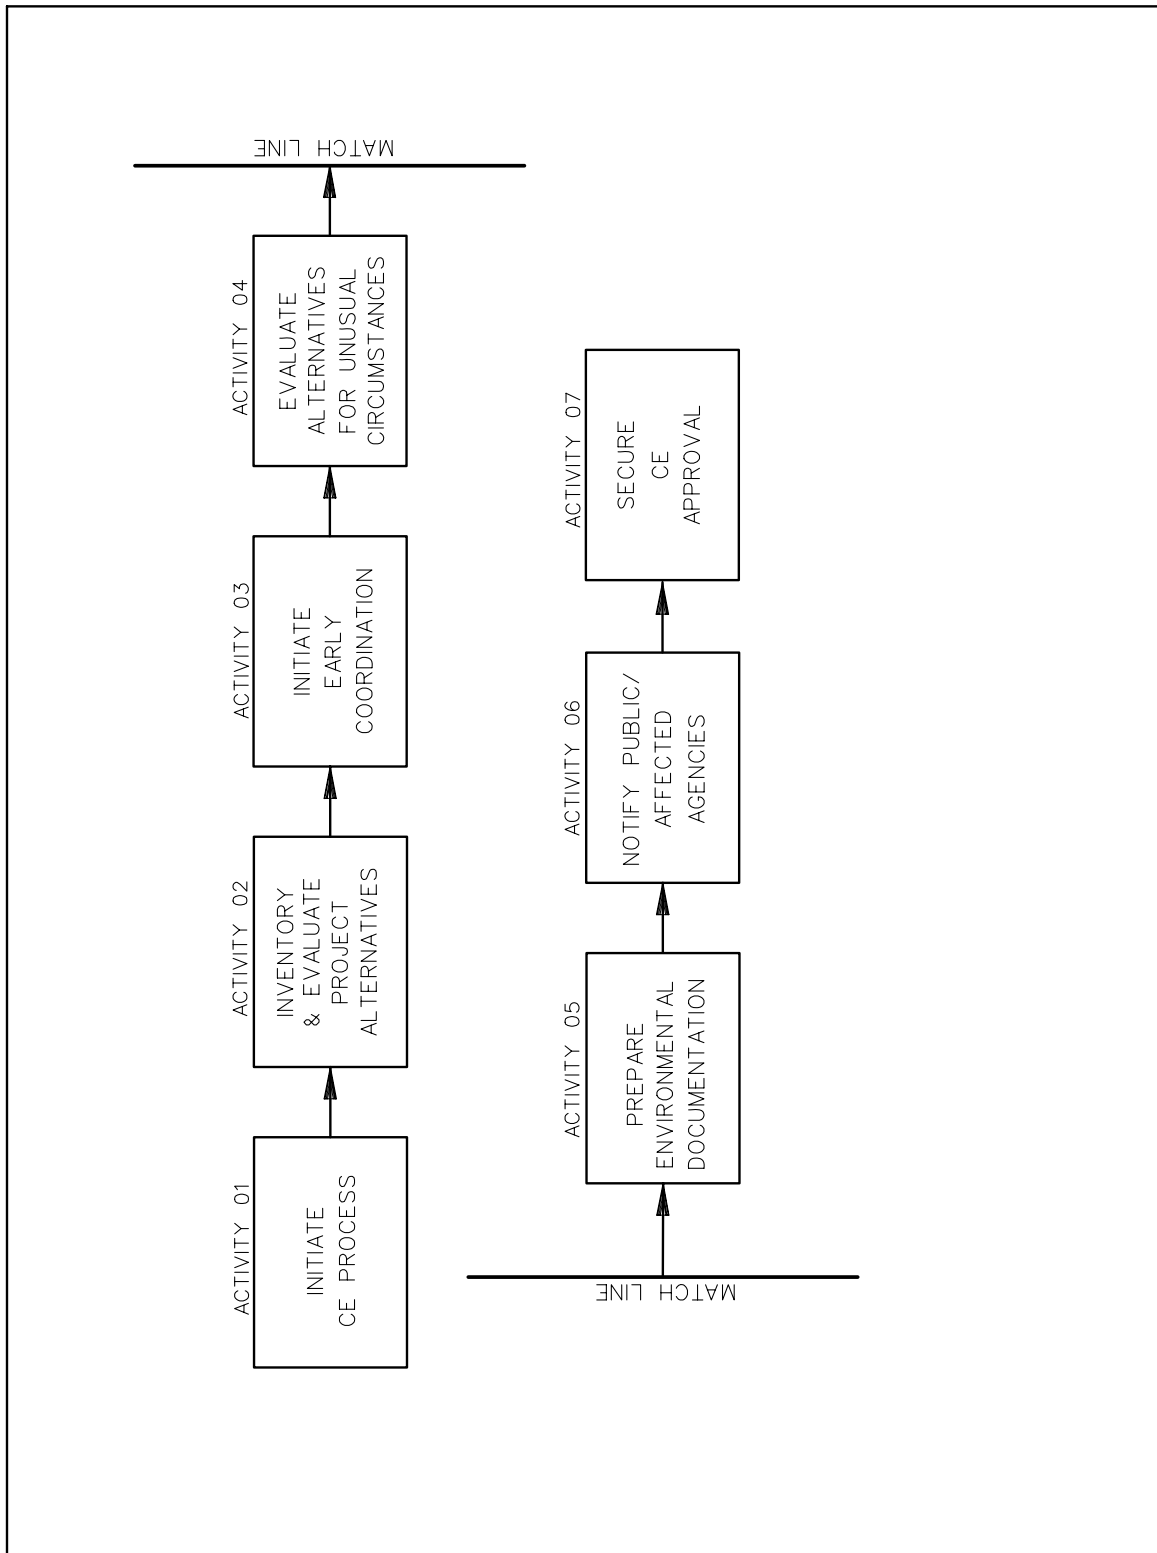 ACTIVITY 01
INITIATE
CE PROCESS
ACTIVITY 02
INVENTORY
& EVALUATE
PROJECT
ALTERNATIVES
ACTIVITY 03
INITIATE
EARLY
COORDINATION
ACTIVITY 04
EVALUATE
ALTERNATIVES
FOR UNUSUAL
CIRCUMSTANCES
MATCH LINE
MATCH LINE
ACTIVITY 05
PREPARE
ENVIRONMENTAL
DOCUMENTATION
ACTIVITY 06
NOTIFY PUBLIC/
AFFECTED
AGENCIES
ACTIVITY 07
SECURE
CE
APPROVAL